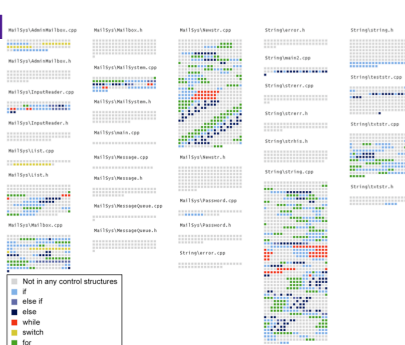 MailSys\AdmInMailbox.cpp
MailSys\AdmInMailbox.h
MailSys\InputReader.cpp
MailSys\InputReader.h
MailSys\List.cpp
MailSys\List.h
MailSys\Mailbox.cpp
MailSys\Mailbox.h
MailSys\MailSystem.cpp
MailSys\MailSystem.h
MailSys\main.cpp
MailSys\Message.cpp
MailSys\Message.h
MailSys\MessageQueue.cpp
MailSys\MessageQueue.h
MailSys\Newstr.cpp
MailSys\Newstr.h
MailSys\Password.cpp
MailSys\Password.h
String\error.cpp
String\error.h
String\main2.cpp
String\strerr.cpp
String\strerr.h
String\strhis.h
String\string.cpp
String\string.h
String\teststr.cpp
String\tststr.cpp
String\tststr.h
Not in any control structures
if
else if
else
while
switch
for